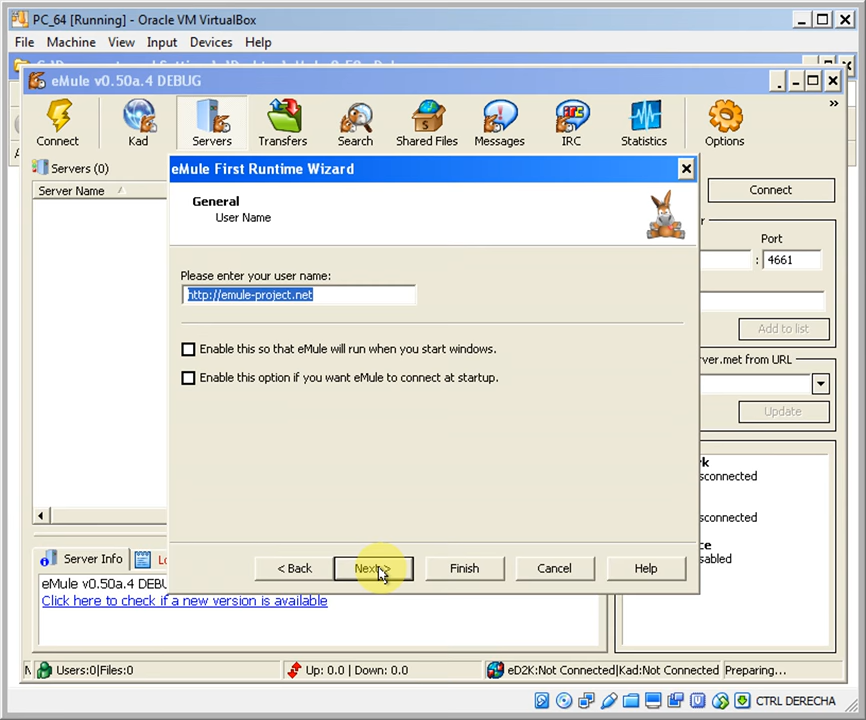 PC_64 [Running] - Oracle VM VirtualBox
File Machine View Input Devices Help
eMule v0.50a.4 DEBUG
Connect Kad Servers Transfers Search Shared Files Messages IRC Statistics Options »
Servers (0)
Server Name
eMule First Runtime Wizard
General
User Name
Please enter your user name:
http://emule-project.net
Enable this so that eMule will run when you start windows.
Enable this option if you want eMule to connect at startup.
< Back Next > Finish Cancel Help
Connect
r
Port
: 4661
Add to list
rver.met from URL
Update
rk
sconnected
sconnected
ce
sabled
Server Info Lo
eMule v0.50a.4 DEBU
Click here to check if a new version is available
Users:0|Files:0 Up: 0.0 | Down: 0.0 eD2K:Not Connected|Kad:Not Connected Preparing...
CTRL DERECHA